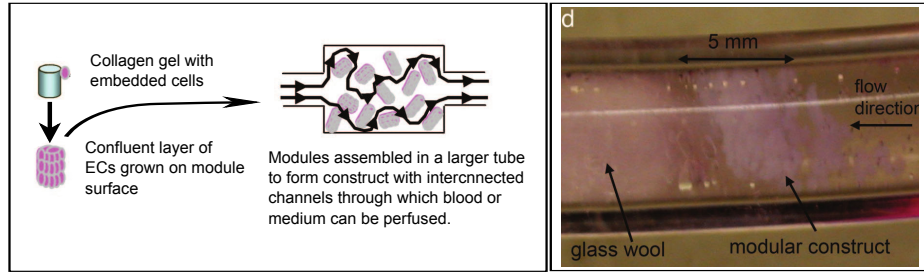 Collagen gel with
embedded cells
Confluent layer of
ECs grown on module
surface
Modules assembled in a larger tube
to form construct with intercnnected
channels through which blood or
medium can be perfused.
d
5 mm
flow
direction
glass wool
modular construct